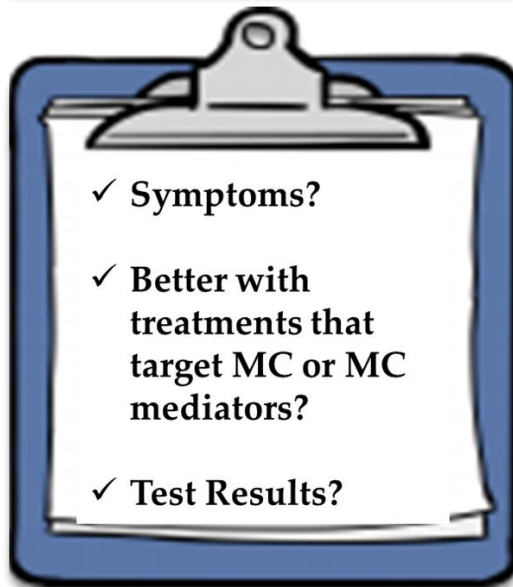 ✓ Symptoms?
✓ Better with
treatments that
target MC or MC
mediators?
✓ Test Results?